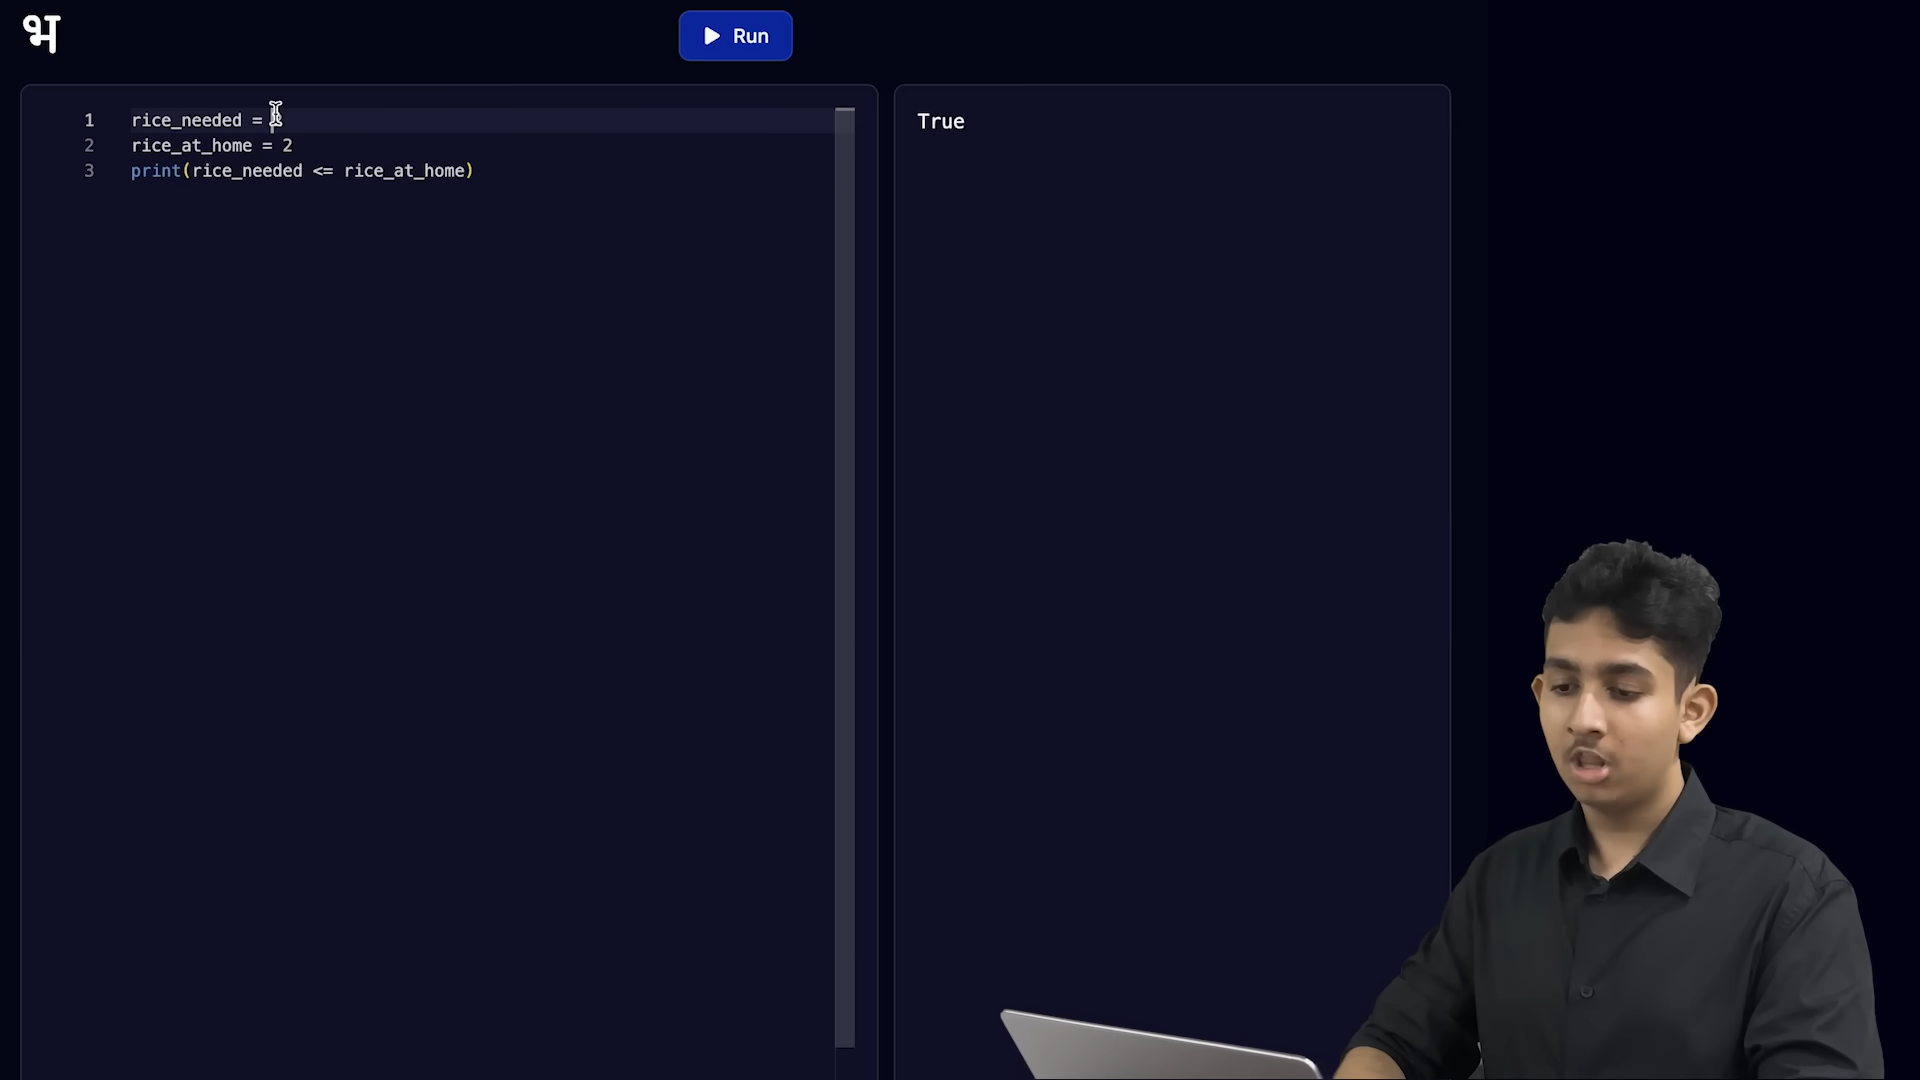 भ
Run
1 rice_needed =
2 rice_at_home = 2
3 print(rice_needed <= rice_at_home)
True